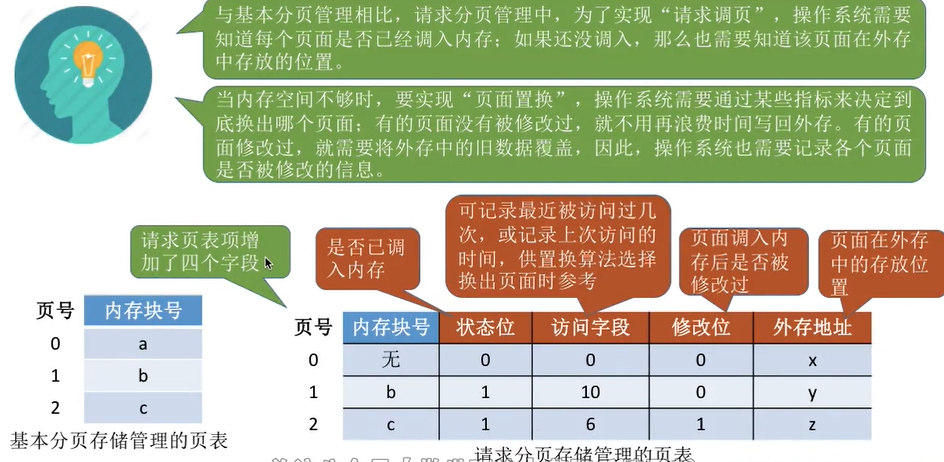 与基本分页管理相比，请求分页管理中，为了实现“请求调页”，操作系统需要
知道每个页面是否已经调入内存；如果还没调入，那么也需要知道该页面在外存
中存放的位置。
当内存空间不够时，要实现“页面置换”，操作系统需要通过某些指标来决定到
底换出哪个页面；有的页面没有被修改过，就不用再浪费时间写回外存。有的页
面修改过，就需要将外存中的旧数据覆盖，因此，操作系统也需要记录各个页面
是否被修改的信息。
请求页表项增
加了四个字段
是否已调
入内存
可记录最近被访问过几
次，或记录上次访问的
时间，供置换算法选择
换出页面时参考
页面调入内
存后是否被
修改过
页面在外存
中的存放位
置
页号 内存块号
0 a
1 b
2 c
基本分页存储管理的页表
页号 内存块号 状态位 访问字段 修改位 外存地址
0 无 0 0 0 x
1 b 1 10 0 y
2 c 1 6 1 z
请求分页存储管理的页表